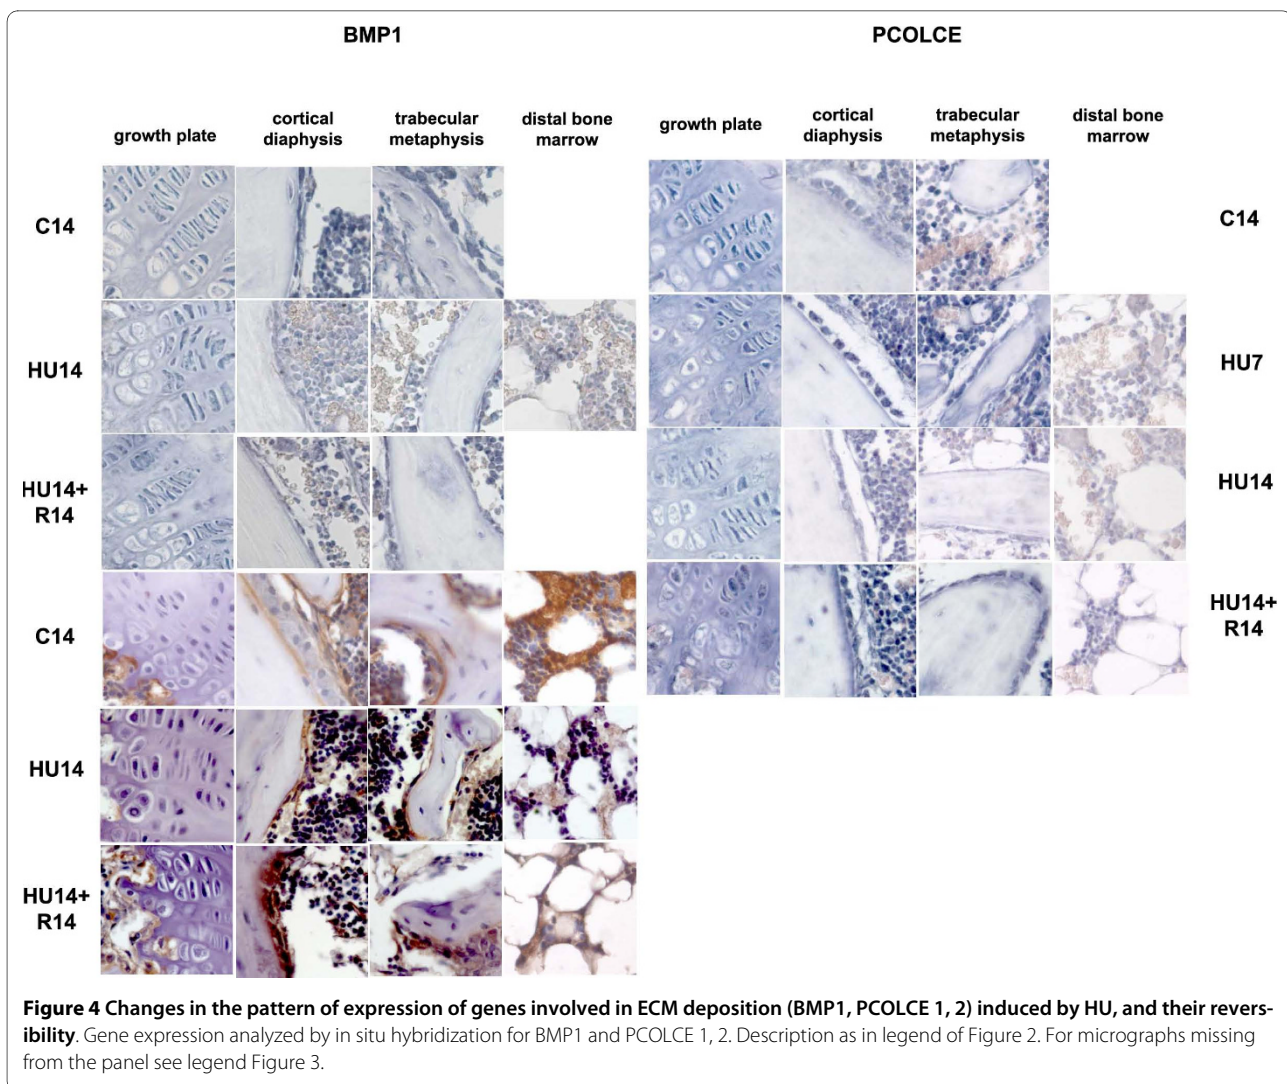 BMP1
PCOLCE
growth plate
cortical
diaphysis
trabecular
metaphysis
distal bone
marrow
growth plate
cortical
diaphysis
trabecular
metaphysis
distal bone
marrow
C14
HU14
HU14+
R14
C14
HU14
HU14+
R14
C14
HU7
HU14
HU14+
R14
Figure 4 Changes in the pattern of expression of genes involved in ECM deposition (BMP1, PCOLCE 1, 2) induced by HU, and their revers-
ibility. Gene expression analyzed by in situ hybridization for BMP1 and PCOLCE 1, 2. Description as in legend of Figure 2. For micrographs missing
from the panel see legend Figure 3.